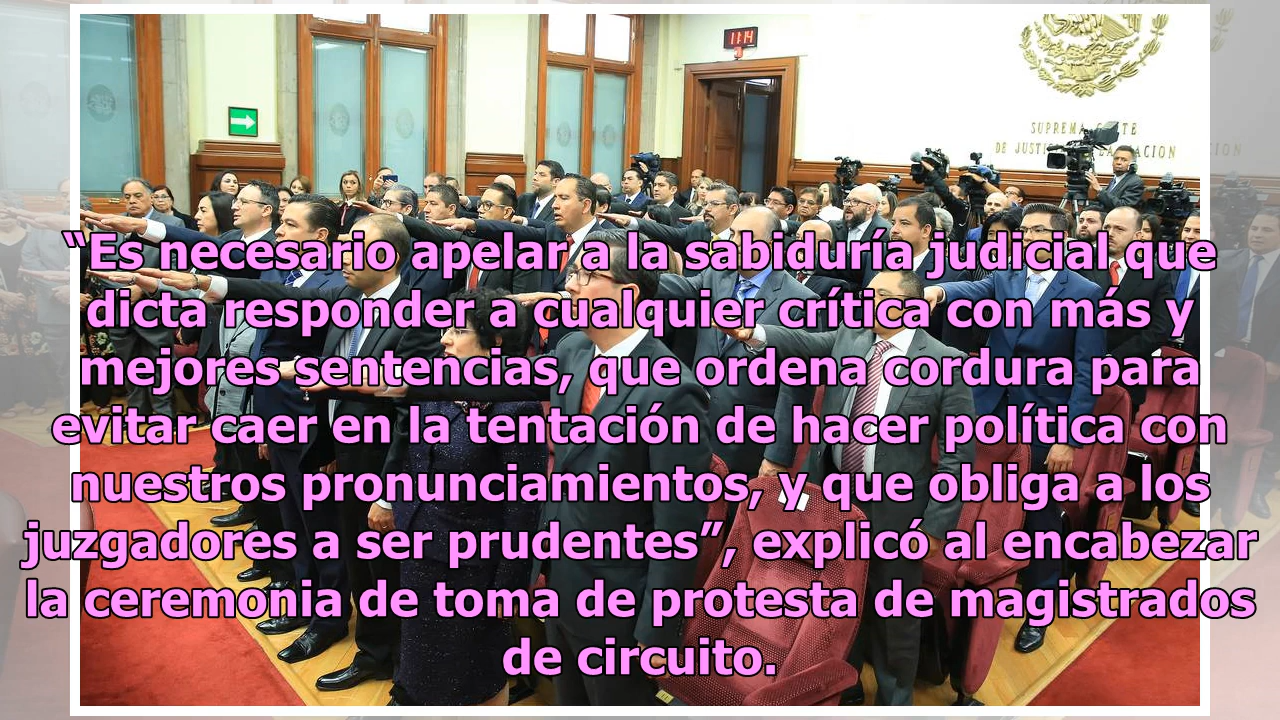 11:14
SUPREMA CORTE
DE JUSTICIA DE LA NACION
“Es necesario apelar a la sabiduría judicial que
dicta responder a cualquier crítica con más y
mejores sentencias, que ordena cordura para
evitar caer en la tentación de hacer política con
nuestros pronunciamientos, y que obliga a los
juzgadores a ser prudentes”, explicó al encabezar
la ceremonia de toma de protesta de magistrados
de circuito.